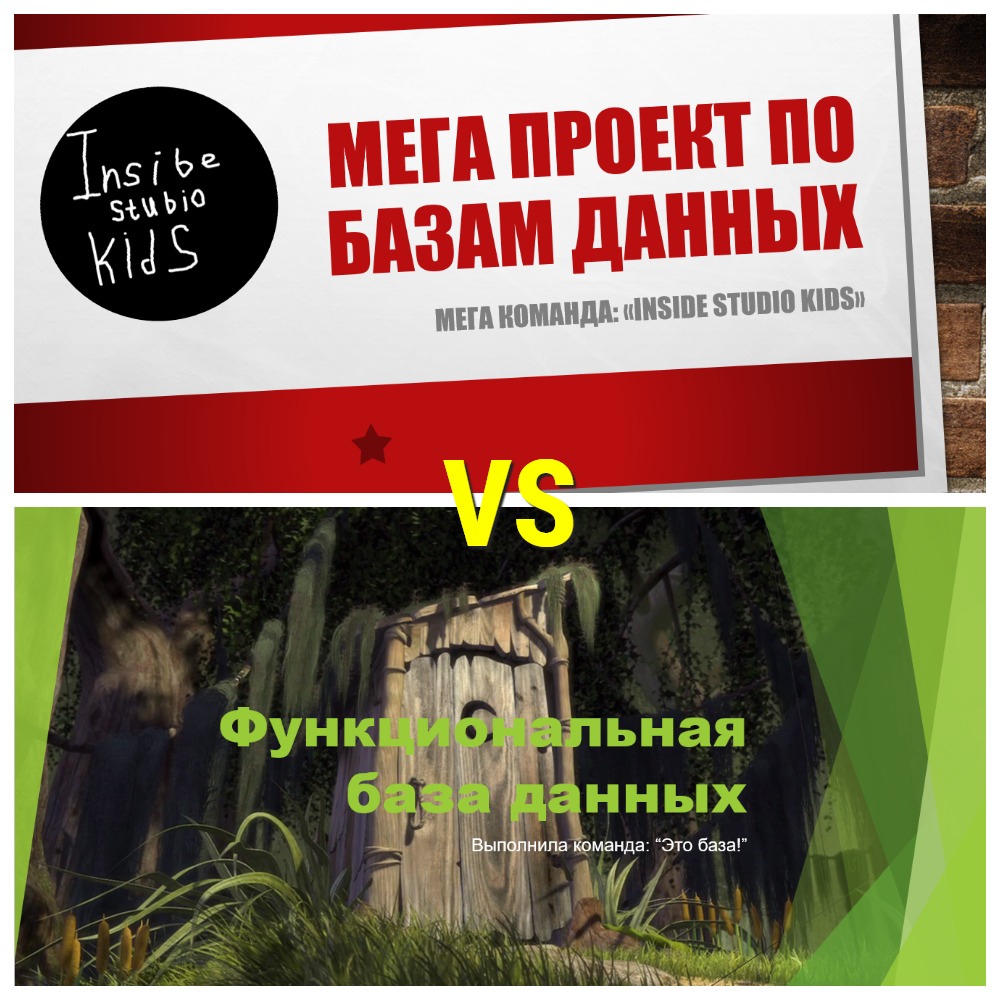 Insibe
stubio
KidS
МЕГА ПРОЕКТ ПО
БАЗАМ ДАННЫХ
МЕГА КОМАНДА: «INSIDE STUDIO KIDS»
VS
Функциональная
база данных
Выполнила команда: “Это база!”